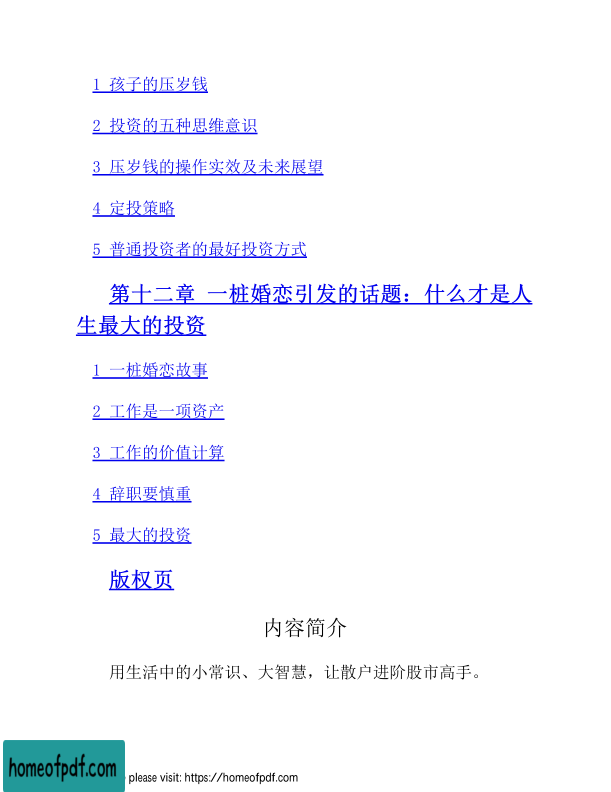 1 孩子的压岁钱
2 投资的五种思维意识
3 压岁钱的操作实效及未来展望
4 定投策略
5 普通投资者的最好投资方式
第十二章 一桩婚恋引发的话题：什么才是人
生最大的投资
1 一桩婚恋故事
2 工作是一项资产
3 工作的价值计算
4 辞职要慎重
5 最大的投资
版权页
内容简介
用生活中的小常识、大智慧，让散户进阶股市高手。
homeofpdf.com
please visit: https://homeofpdf.com